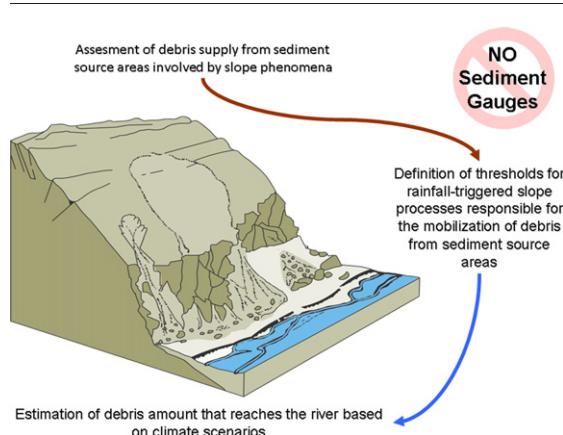 Assesment of debris supply from sediment
source areas involved by slope phenomena
NO
Sediment
Gauges
Definition of thresholds for
rainfall-triggered slope
processes responsible for
the mobilization of debris
from sediment source
areas
Estimation of debris amount that reaches the river based
on climate scenarios